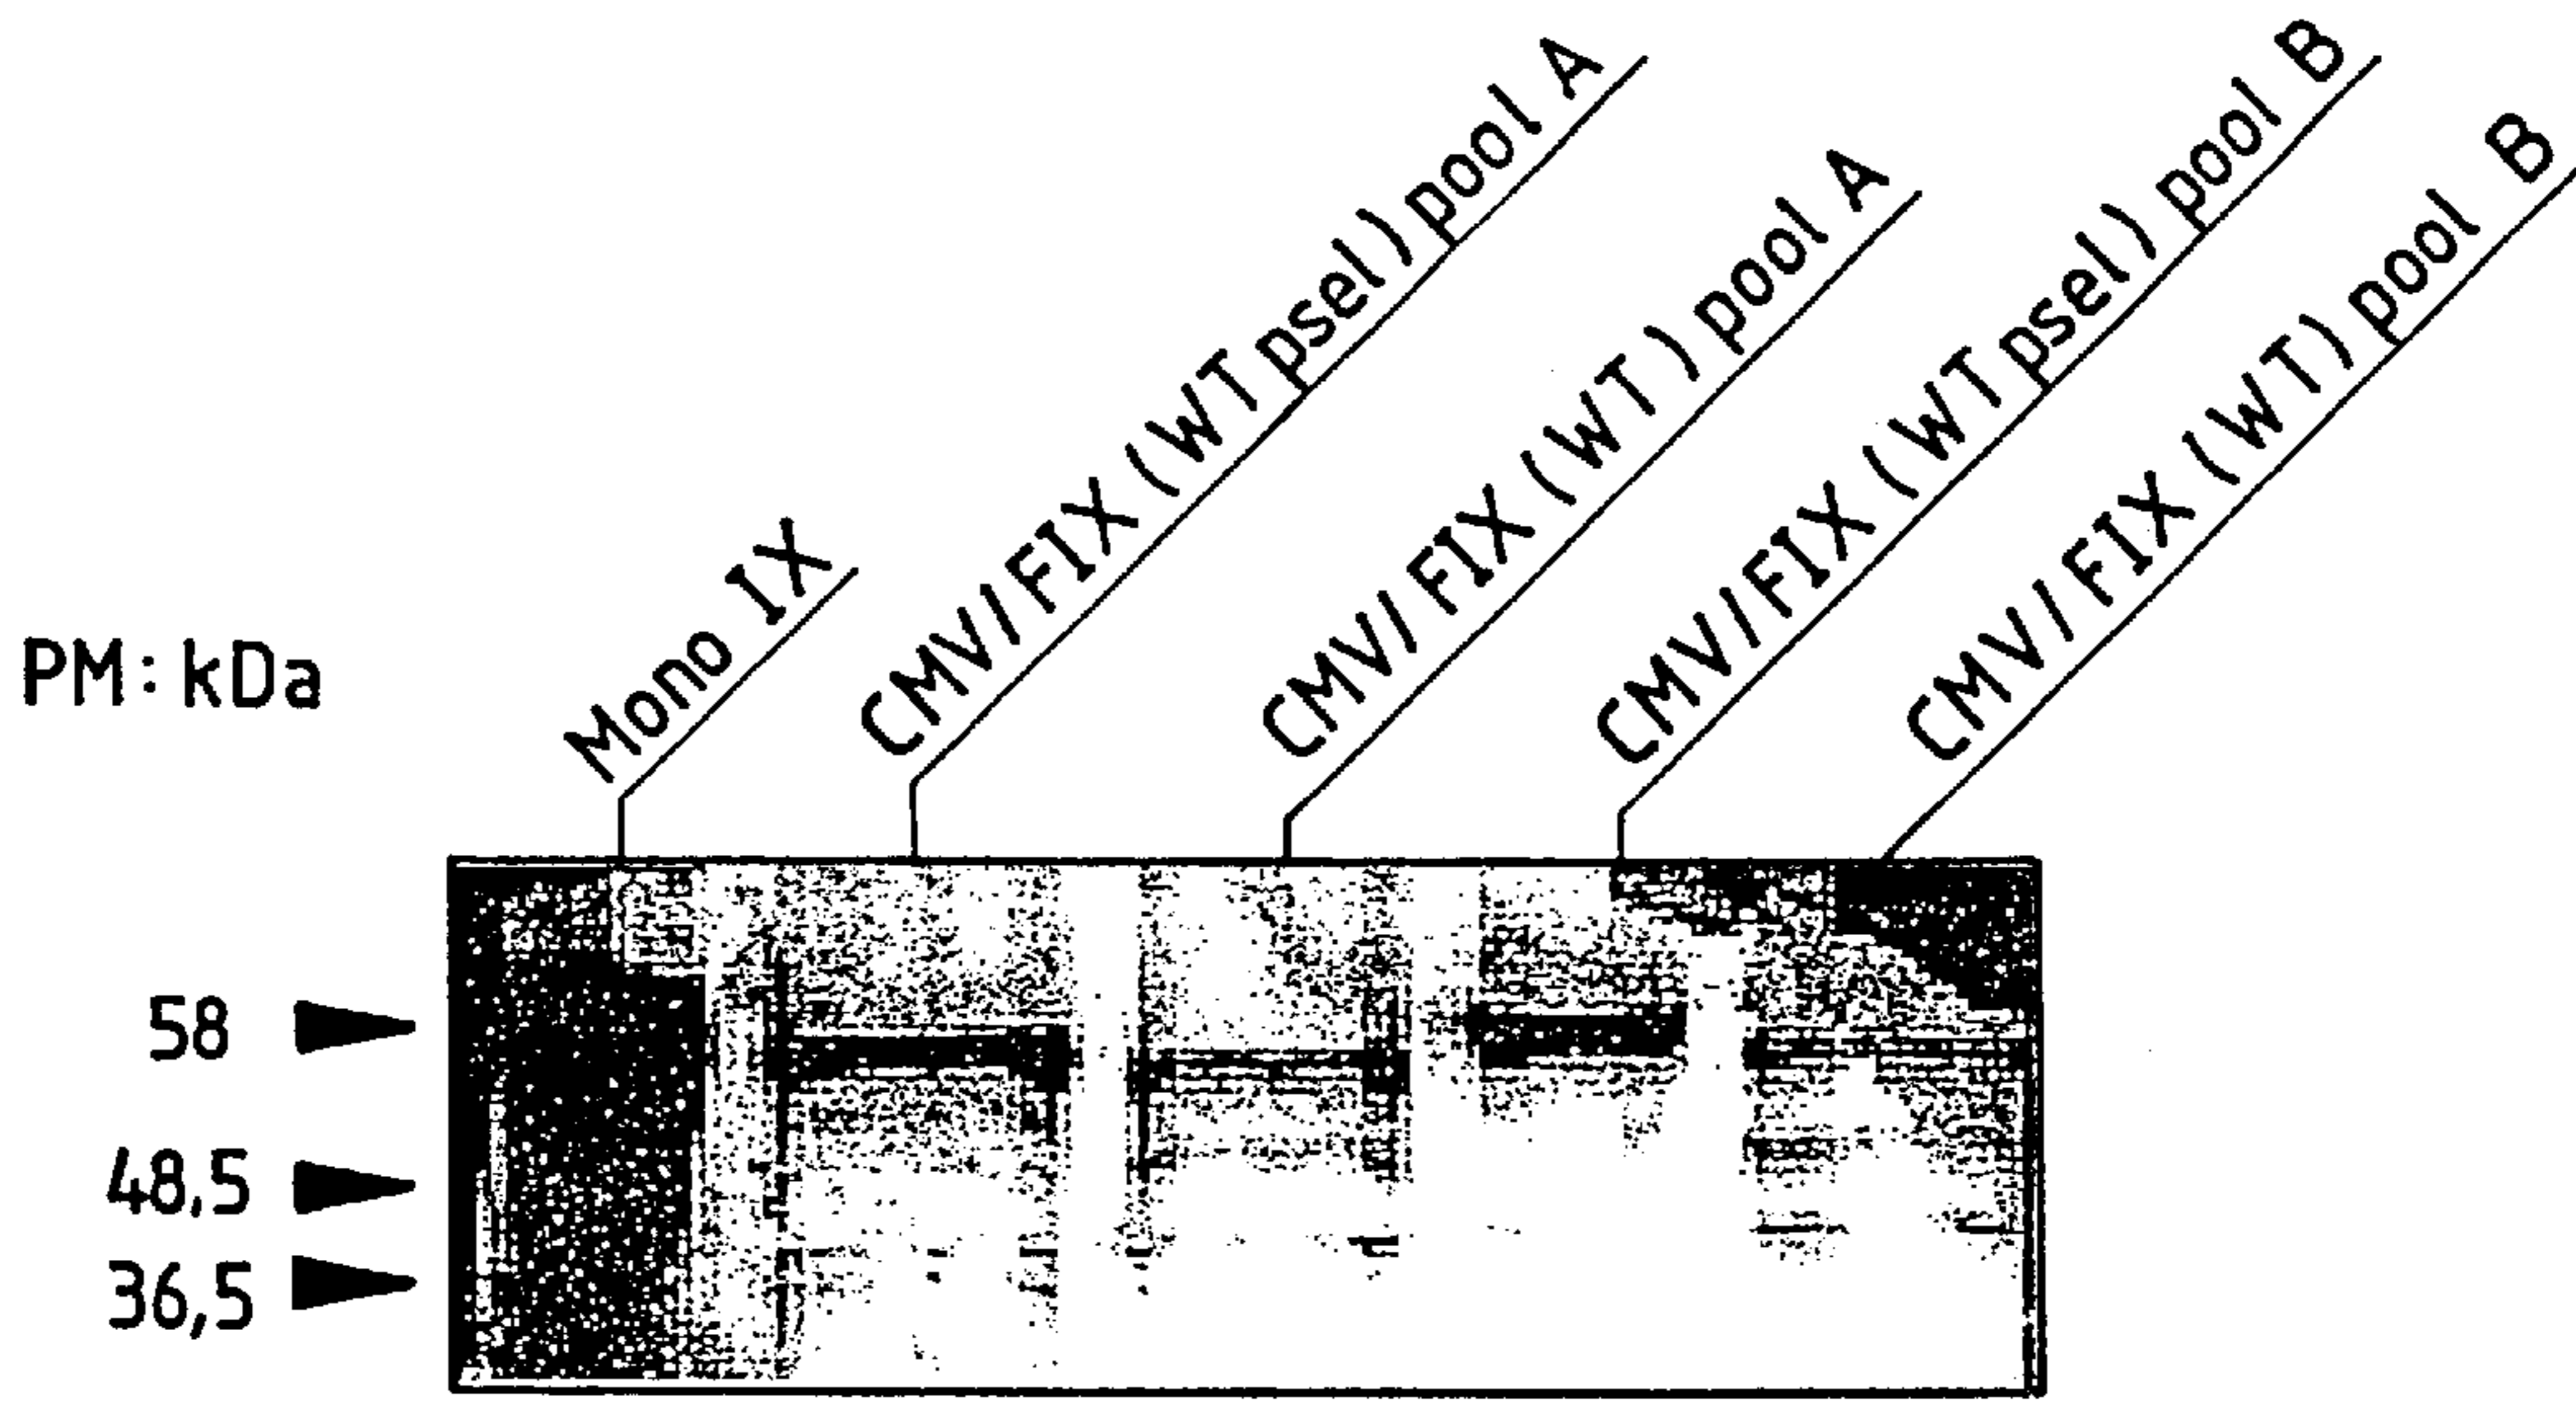 PM: kDa
Mono IX
CMV/FIX (WT psel) pool A
CMV/FIX (WT) pool A
CMV/FIX (WT psel) pool B
CMV/FIX (WT) pool B
58
48,5
36,5